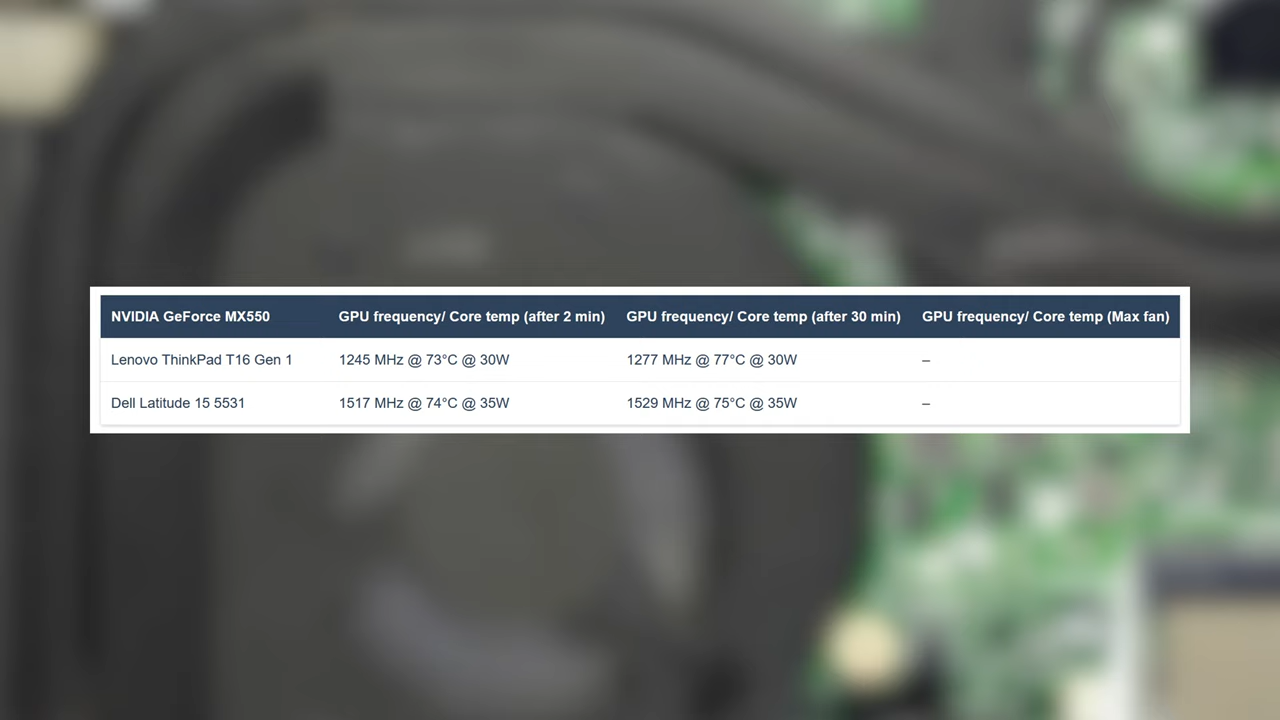 NVIDIA GeForce MX550 GPU frequency/ Core temp (after 2 min) GPU frequency/ Core temp (after 30 min) GPU frequency/ Core temp (Max fan)
Lenovo ThinkPad T16 Gen 1 1245 MHz @ 73°C @ 30W 1277 MHz @ 77°C @ 30W –
Dell Latitude 15 5531 1517 MHz @ 74°C @ 35W 1529 MHz @ 75°C @ 35W –